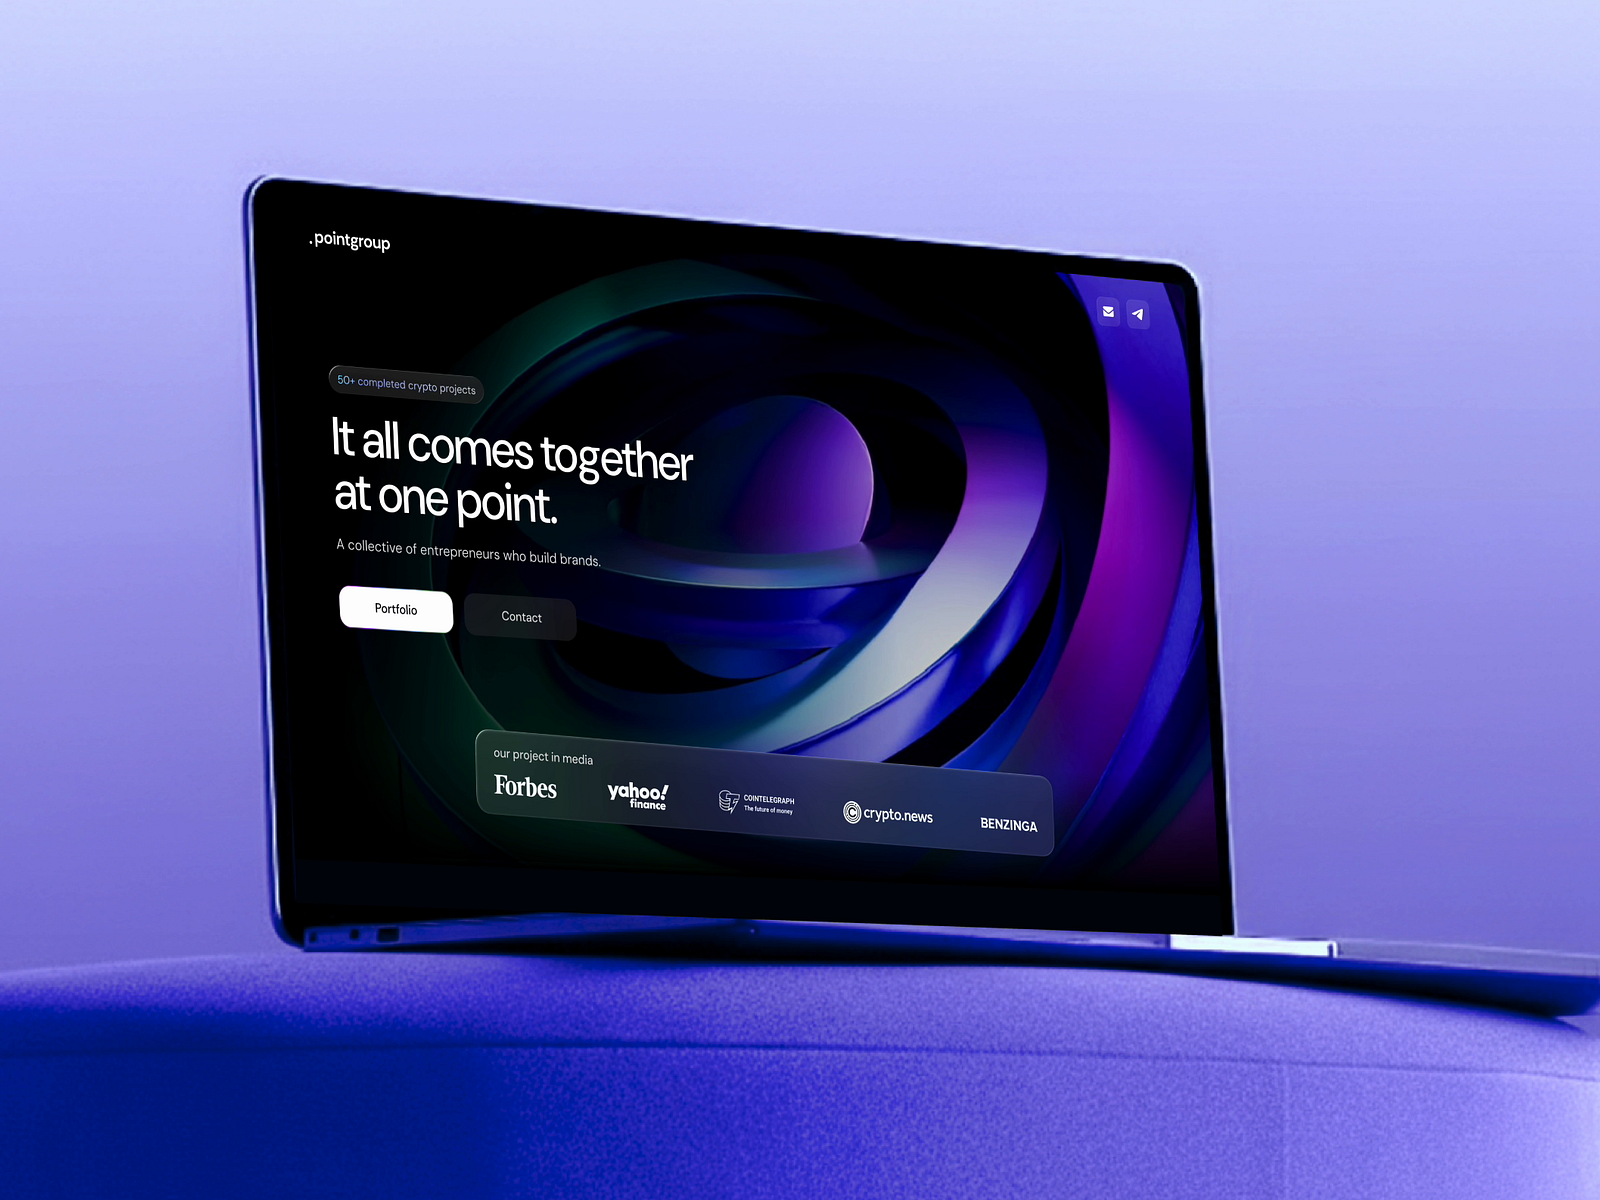 .pointgroup
50+ completed crypto projects
It all comes together
at one point.
A collective of entrepreneurs who build brands.
Portfolio
Contact
our project in media
Forbes
yahoo!
finance
COINTELEGRAPH
The future of money
crypto.news
BENZINGA